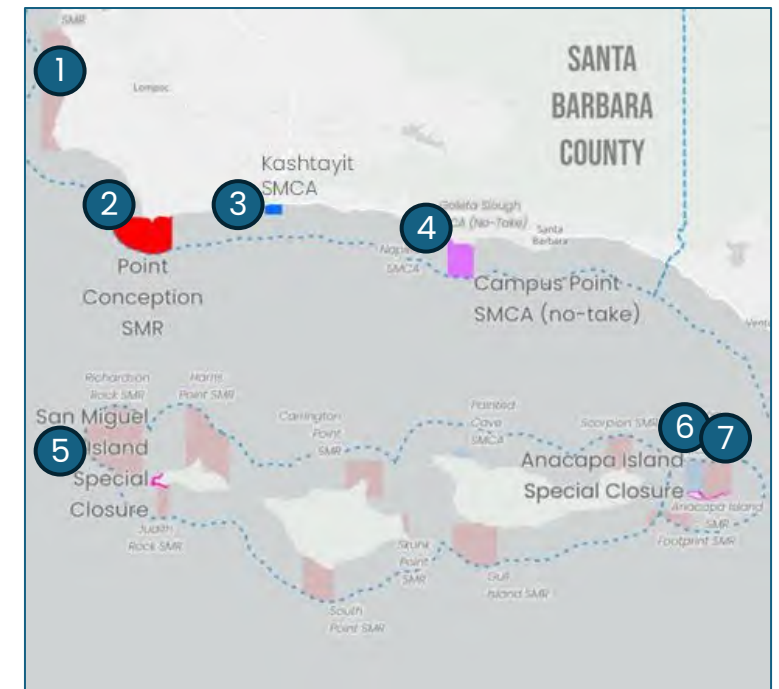 SMR
1
Lompoc
SANTA
BARBARA
COUNTY
Kashtayit
SMCA
2
3
4
Goleta Slough
(No-Take)
Santa
Barbara
SMCA
Point
Conception
SMR
Campus Point
SMCA (no-take)
Richardson
Rock SMR
Harris
Point SMR
San Miguel
Island
Special
Closure
5
Carrington
Point
SMR
Painted
Cave
SMCA
Scorpion SMR
6
7
Anacapa Island
Special Closure
Anacapa Island
SMR
Footprint SMR
Judith
Rock SMR
Skunk
Point
SMR
Gull
Island SMR
South
Point SMR